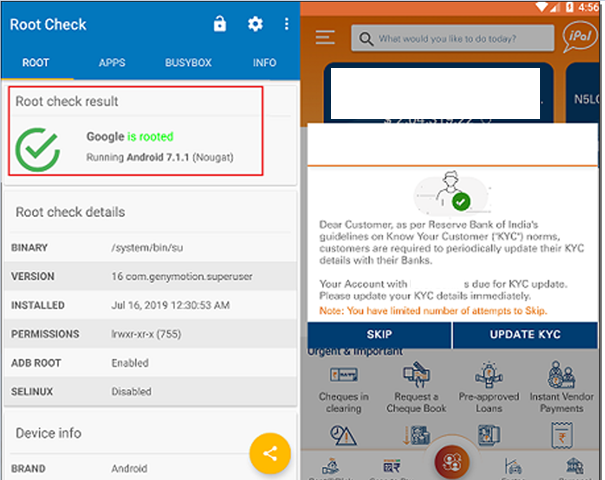 Root Check
ROOT APPS BUSYBOX INFO
Root check result
Google is rooted
Running Android 7.1.1 (Nougat)
Root check details
BINARY /system/bin/su
VERSION 16 com.genymotion.superuser
INSTALLED Jul 16, 2019 12:30:53 AM
PERMISSIONS lrwxr-xr-x (755)
ADB ROOT Enabled
SELINUX Disabled
Device info
BRAND Android
4:56
What would you like to do today?
iPal
Dear Customer, as per Reserve Bank of India's
guidelines on Know Your Customer ("KYC") norms,
customers are required to periodically update their KYC
details with their Banks.
Your Account with s due for KYC update.
Please update your KYC details immediately.
Note: You have limited number of attempts to Skip.
SKIP UPDATE KYC
Urgent & Important
Cheques in
clearing
Request a
Cheque Book
Pre-approved
Loans
Instant Vendor
Payments